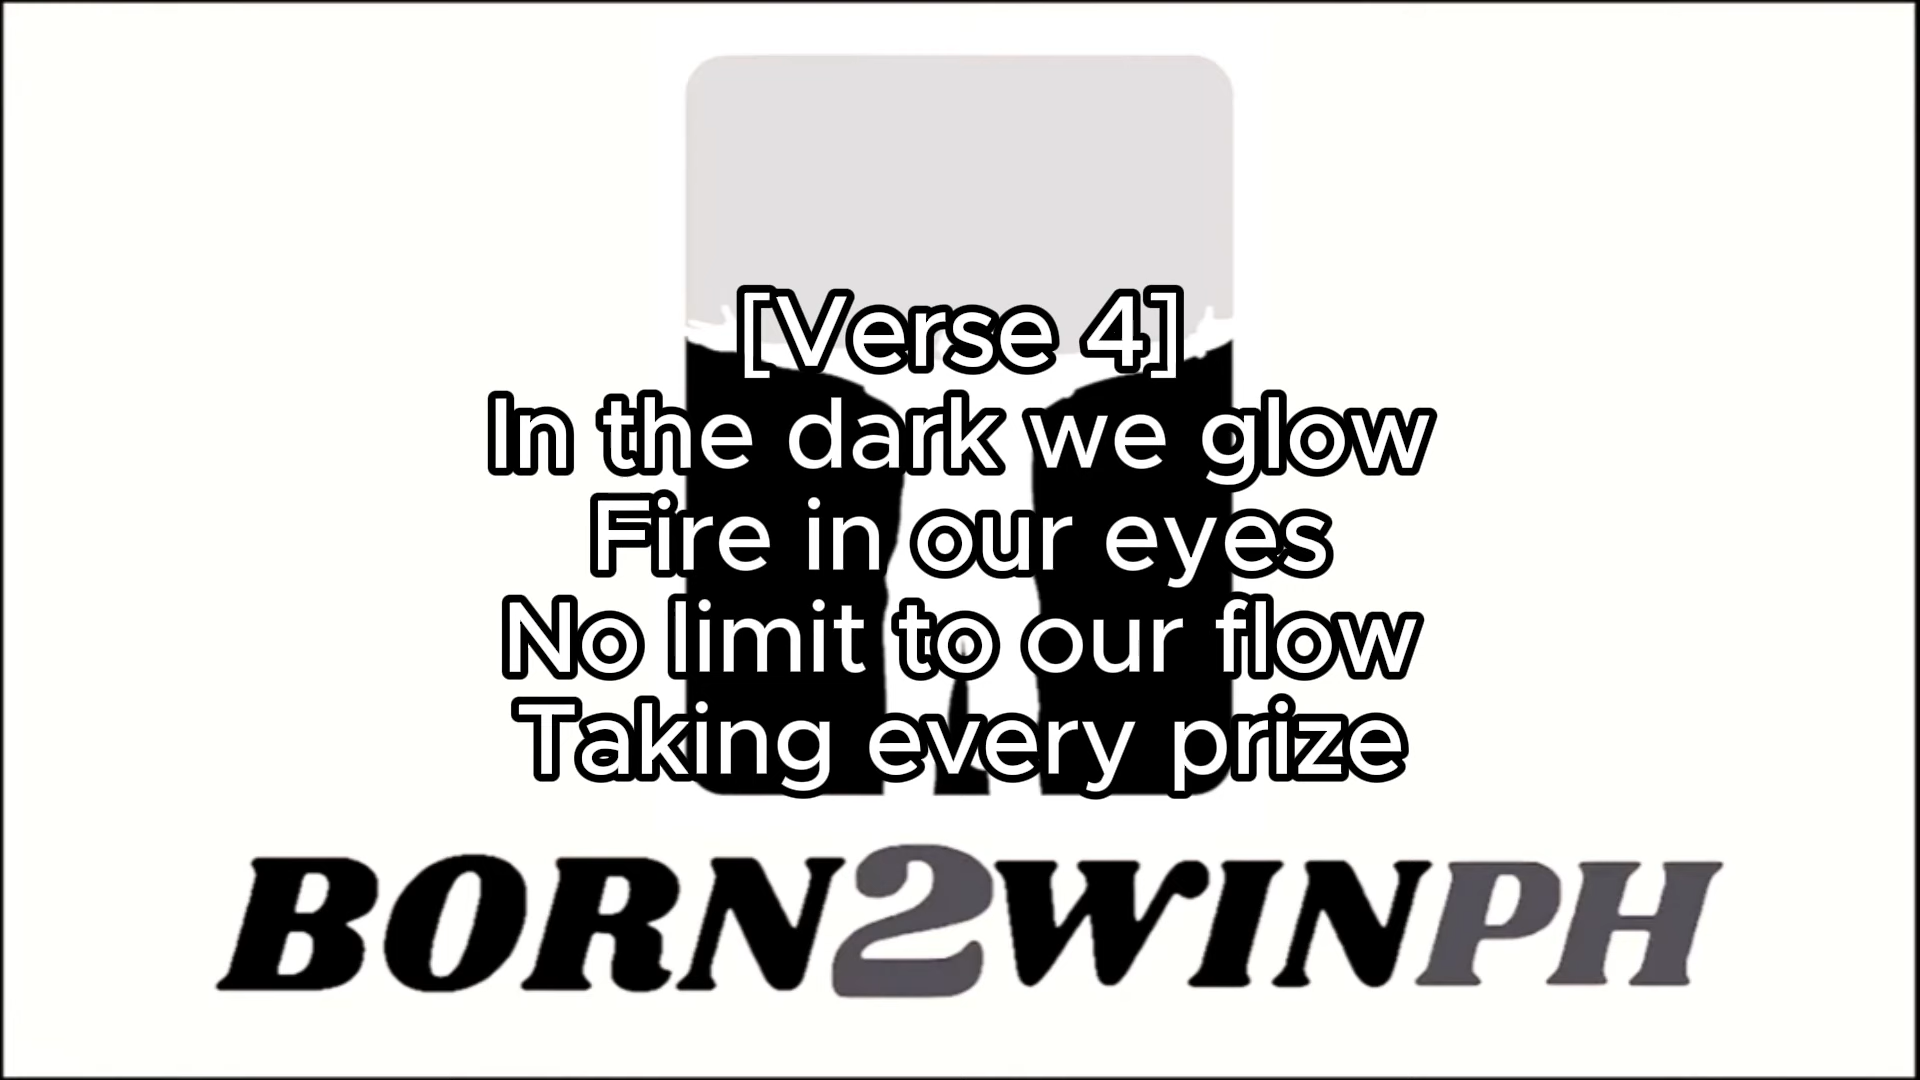 [Verse 4]
In the dark we glow
Fire in our eyes
No limit to our flow
Taking every prize
BORN2WINPH